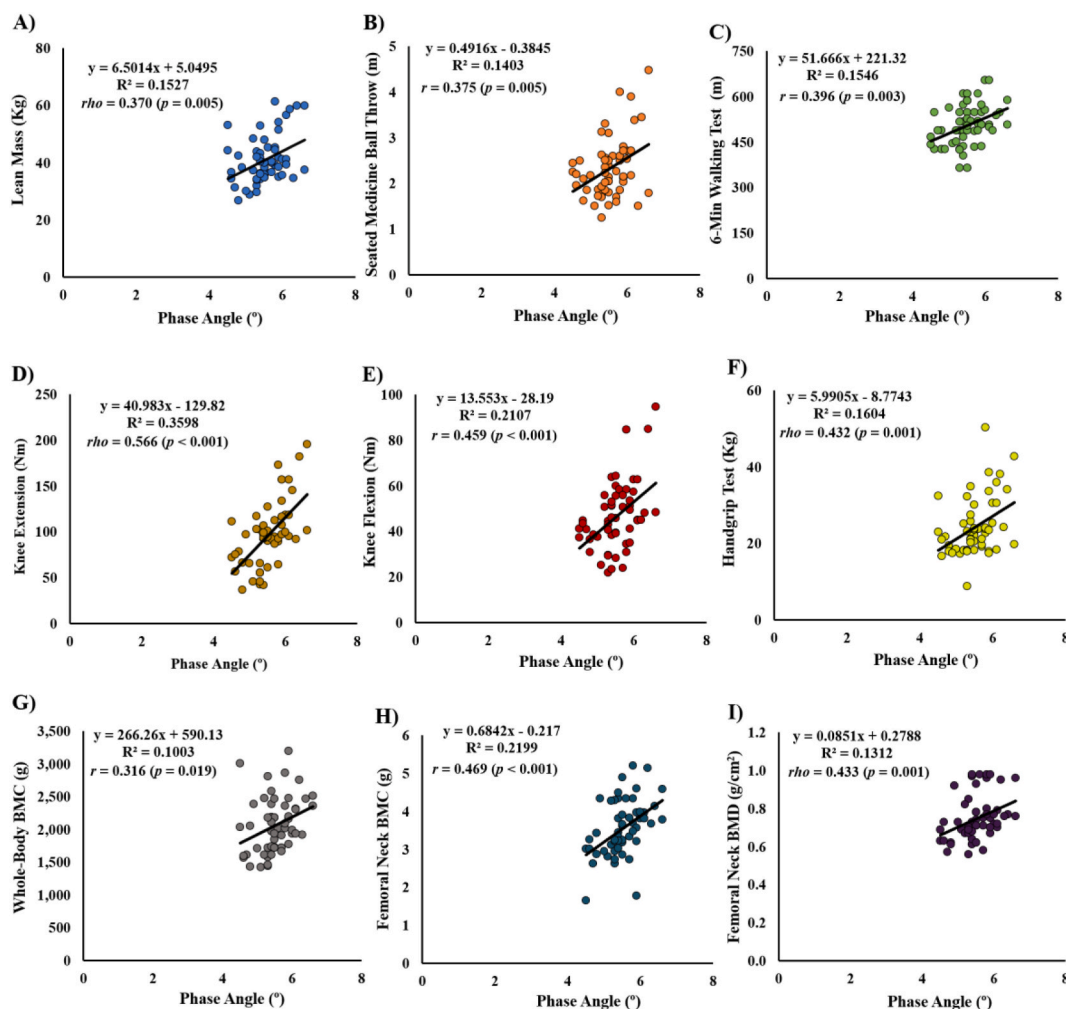 A)
y = 6.5014x + 5.0495
R² = 0.1527
rho = 0.370 (p = 0.005)
Lean Mass (Kg)
80
60
40
20
0
0 2 4 6 8
Phase Angle (º)
B)
y = 0.4916x - 0.3845
R² = 0.1403
r = 0.375 (p = 0.005)
Seated Medicine Ball Throw (m)
5
4
3
2
1
0
0 2 4 6 8
Phase Angle (º)
C)
y = 51.666x + 221.32
R² = 0.1546
r = 0.396 (p = 0.003)
6-Min Walking Test (m)
750
600
450
300
150
0
0 2 4 6 8
Phase Angle (º)
D)
y = 40.983x - 129.82
R² = 0.3598
rho = 0.566 (p < 0.001)
Knee Extension (Nm)
250
200
150
100
50
0
0 2 4 6 8
Phase Angle (º)
E)
y = 13.553x - 28.19
R² = 0.2107
r = 0.459 (p < 0.001)
Knee Flexion (Nm)
100
80
60
40
20
0
0 2 4 6 8
Phase Angle (º)
F)
y = 5.9905x - 8.7743
R² = 0.1604
rho = 0.432 (p = 0.001)
Handgrip Test (Kg)
60
40
20
0
0 2 4 6 8
Phase Angle (º)
G)
y = 266.26x + 590.13
R² = 0.1003
r = 0.316 (p = 0.019)
Whole-Body BMC (g)
3,500
3,000
2,500
2,000
1,500
1,000
500
0
0 2 4 6 8
Phase Angle (º)
H)
y = 0.6842x - 0.217
R² = 0.2199
r = 0.469 (p < 0.001)
Femoral Neck BMC (g)
6
5
4
3
2
1
0
0 2 4 6 8
Phase Angle (º)
I)
y = 0.0851x + 0.2788
R² = 0.1312
rho = 0.433 (p = 0.001)
Femoral Neck BMD (g/cm²)
1.2
1.0
0.8
0.6
0.4
0.2
0.0
0 2 4 6 8
Phase Angle (º)